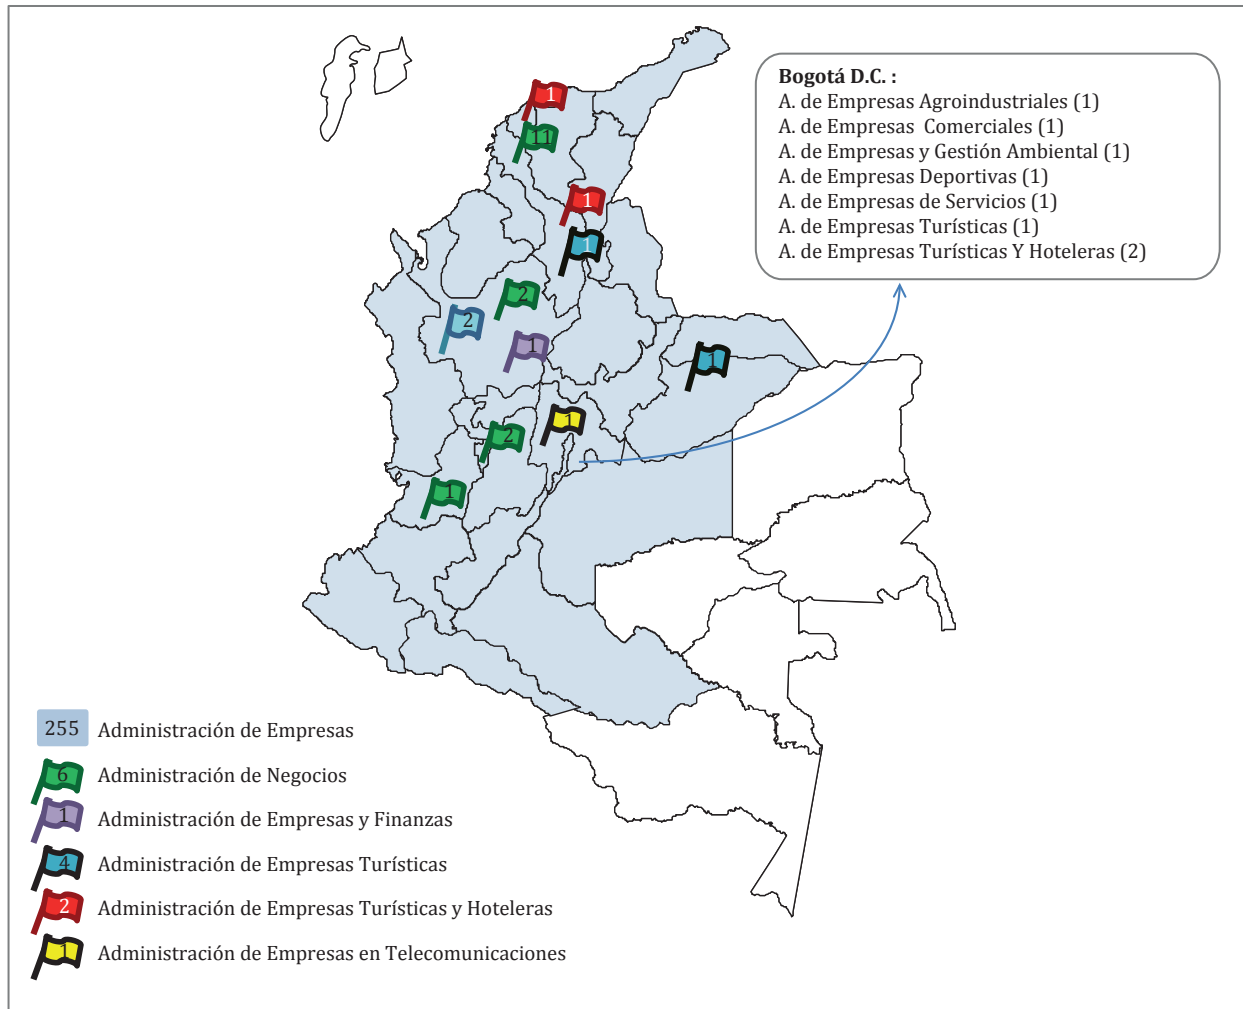 Bogotá D.C. :
A. de Empresas Agroindustriales (1)
A. de Empresas Comerciales (1)
A. de Empresas y Gestión Ambiental (1)
A. de Empresas Deportivas (1)
A. de Empresas de Servicios (1)
A. de Empresas Turísticas (1)
A. de Empresas Turísticas Y Hoteleras (2)
1
11
1
1
2
2
1
1
1
2
1
255 Administración de Empresas
6 Administración de Negocios
1 Administración de Empresas y Finanzas
4 Administración de Empresas Turísticas
2 Administración de Empresas Turísticas y Hoteleras
1 Administración de Empresas en Telecomunicaciones